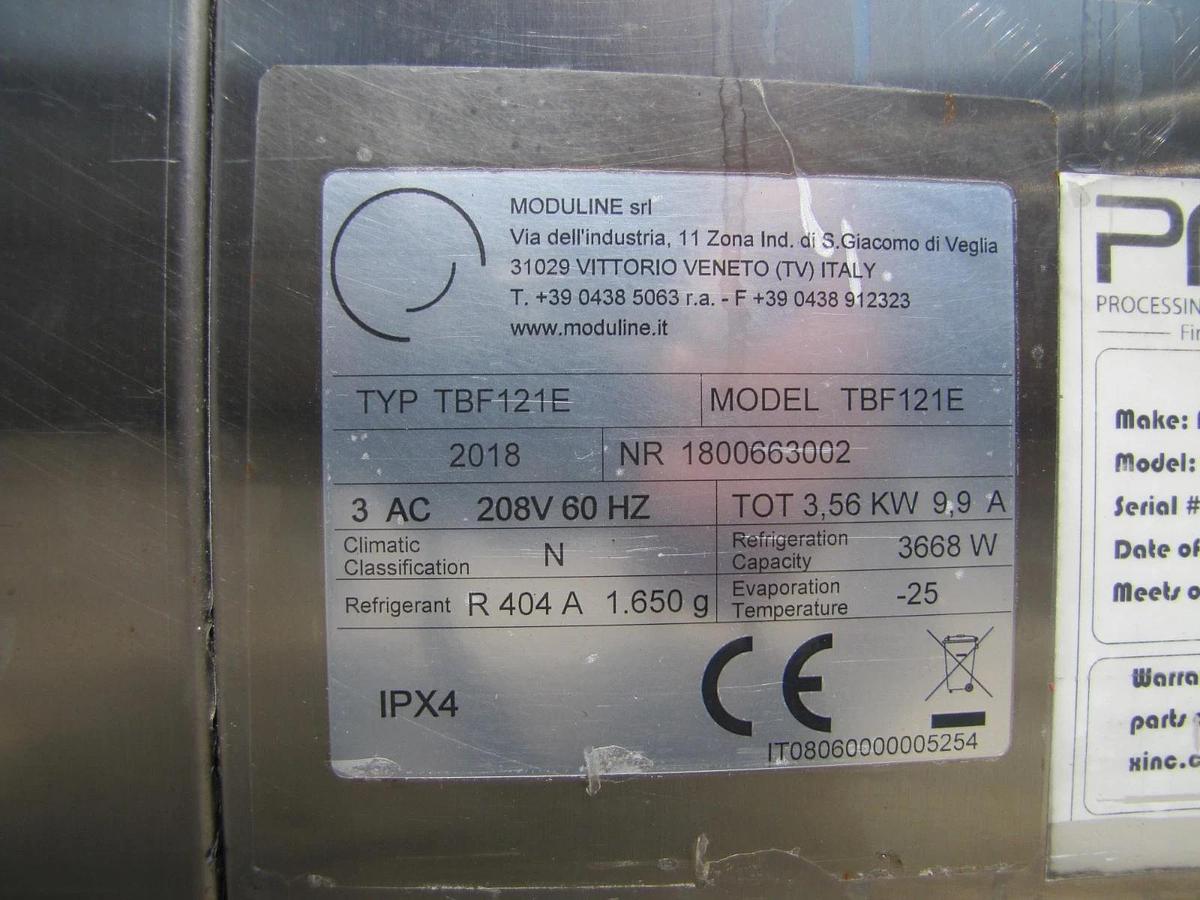 MODULINE srl
Via dell'industria, 11 Zona Ind. di S.Giacomo di Veglia
31029 VITTORIO VENETO (TV) ITALY
T. +39 0438 5063 r.a. - F +39 0438 912323
www.moduline.it
TYP TBF121E MODEL TBF121E
2018 NR 1800663002
3 AC 208V 60 HZ TOT 3,56 KW 9,9 A
Climatic
Classification N
Refrigeration
Capacity 3668 W
Refrigerant R 404 A 1.650 g
Evaporation
Temperature -25
IPX4 CE
IT08060000005254
PROCESSIN
Make:
Model:
Serial #
Date of
Meets
Warra
parts
xinc.c